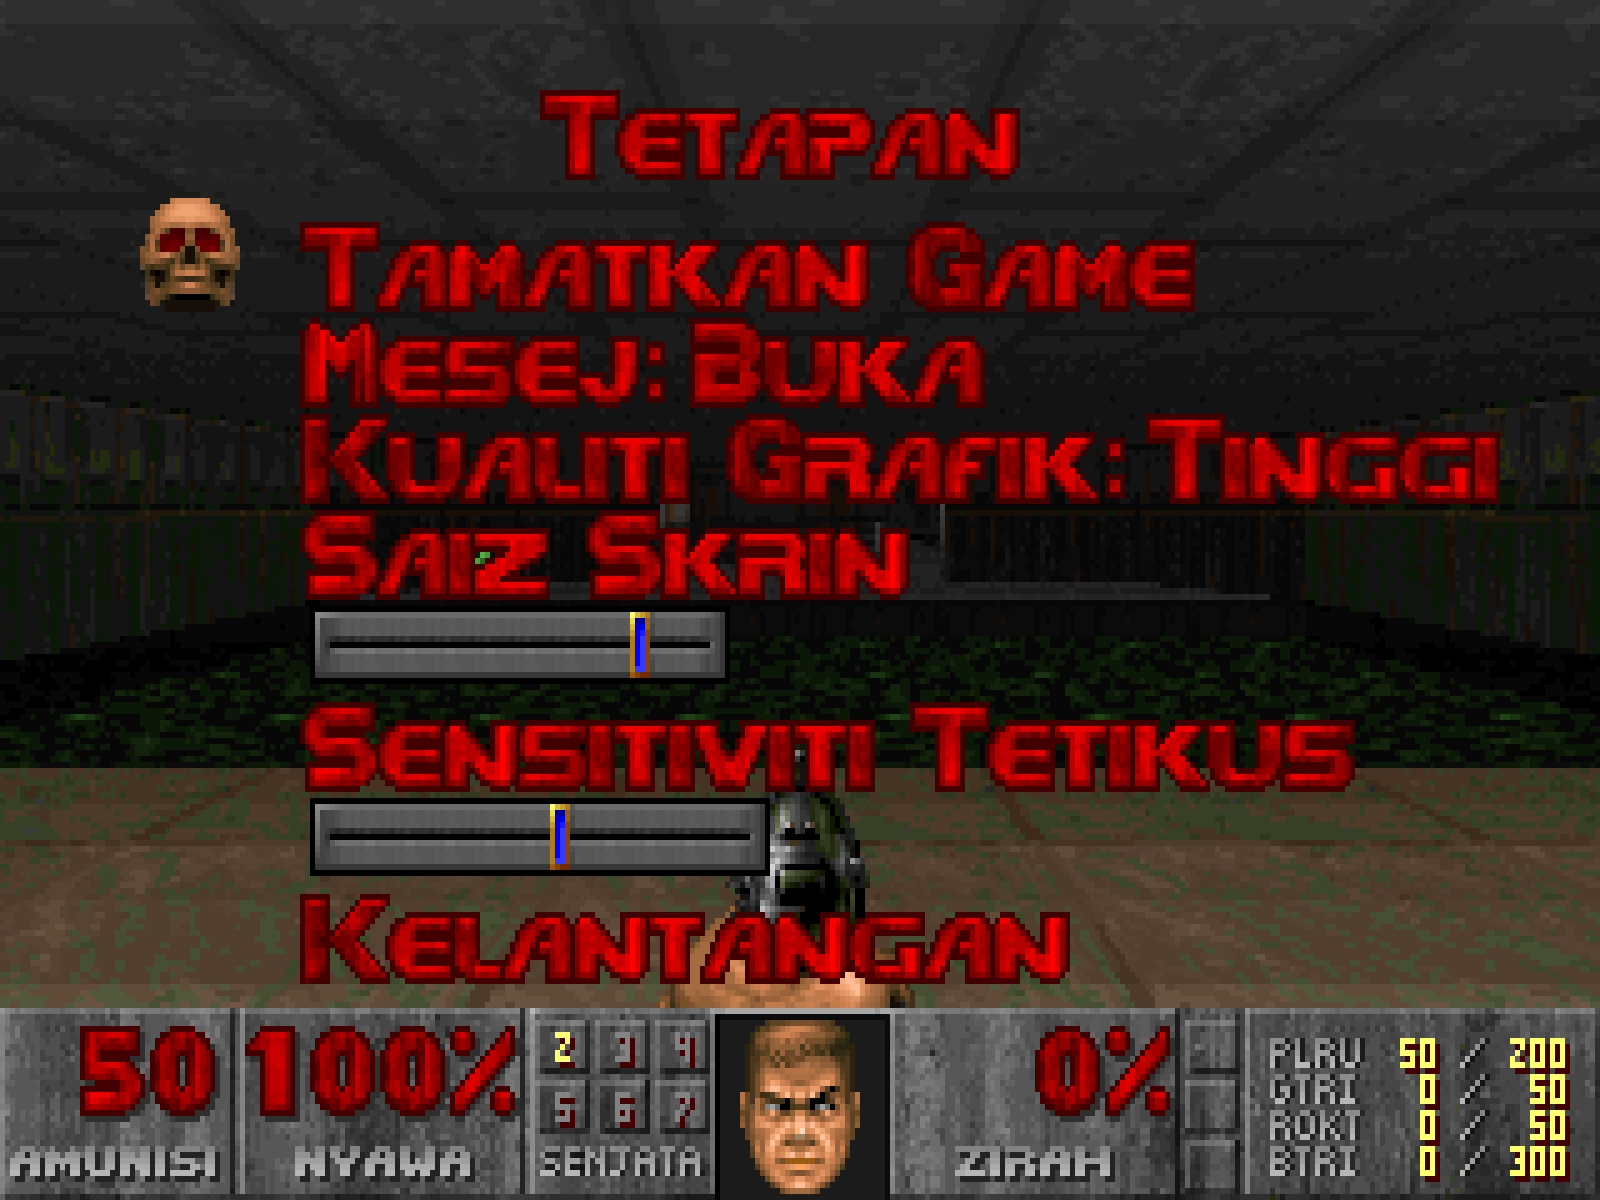 Tetapan
Tamatkan Game
Mesej: Buka
Kualiti Grafik: Tinggi
Saiz Skrin
Sensitiviti Tetikus
Kelantangan
50 100% 2 3 4 0% PLRU 50 / 200
GTRI 0 / 50
5 6 7 ROKT 0 / 50
AMUNISI NYAWA SENJATA ZIRAH BTRI 0 / 300